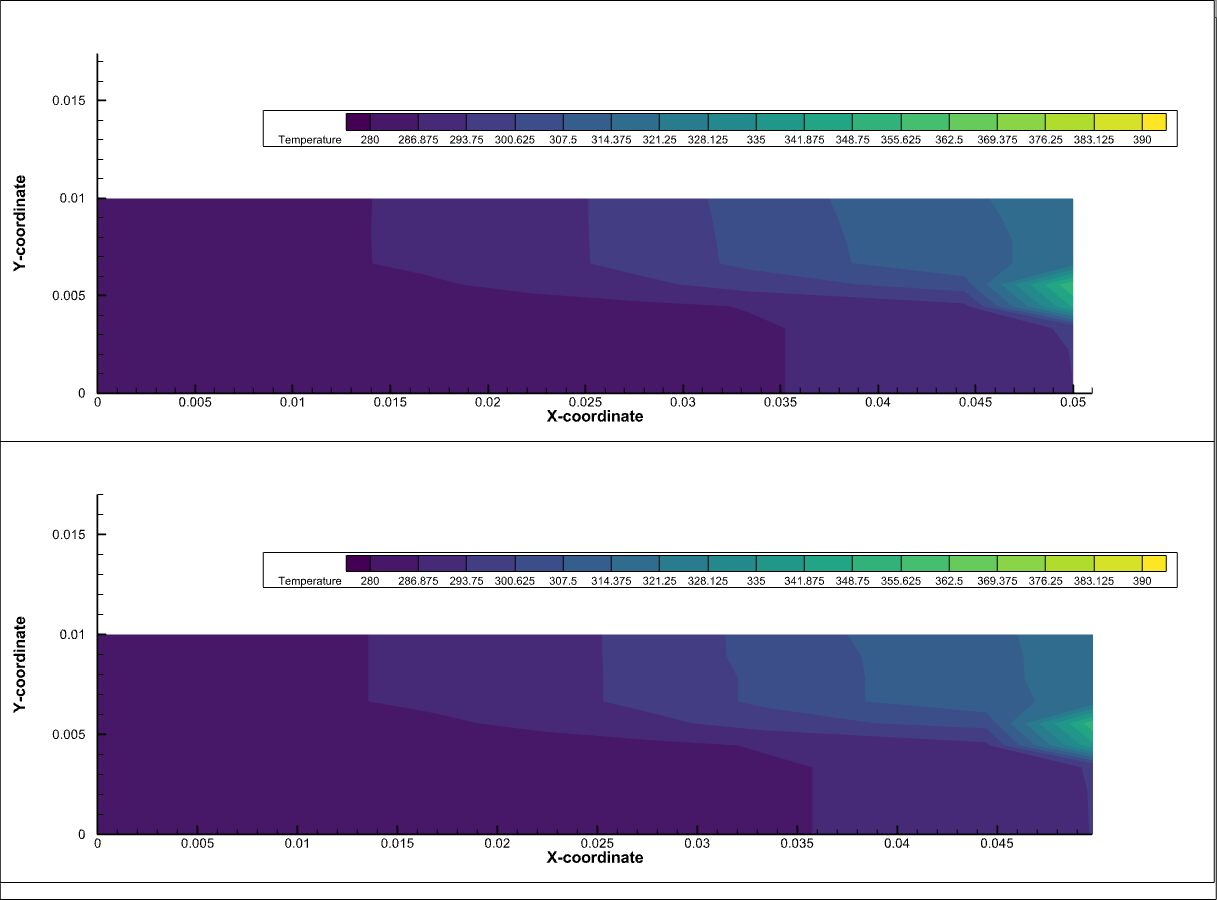 0.015
Temperature 280 286.875 293.75 300.625 307.5 314.375 321.25 328.125 335 341.875 348.75 355.625 362.5 369.375 376.25 383.125 390
0.01
Y-coordinate
0.005
0
0 0.005 0.01 0.015 0.02 0.025 0.03 0.035 0.04 0.045 0.05
X-coordinate
0.015
Temperature 280 286.875 293.75 300.625 307.5 314.375 321.25 328.125 335 341.875 348.75 355.625 362.5 369.375 376.25 383.125 390
0.01
Y-coordinate
0.005
0
0 0.005 0.01 0.015 0.02 0.025 0.03 0.035 0.04 0.045
X-coordinate